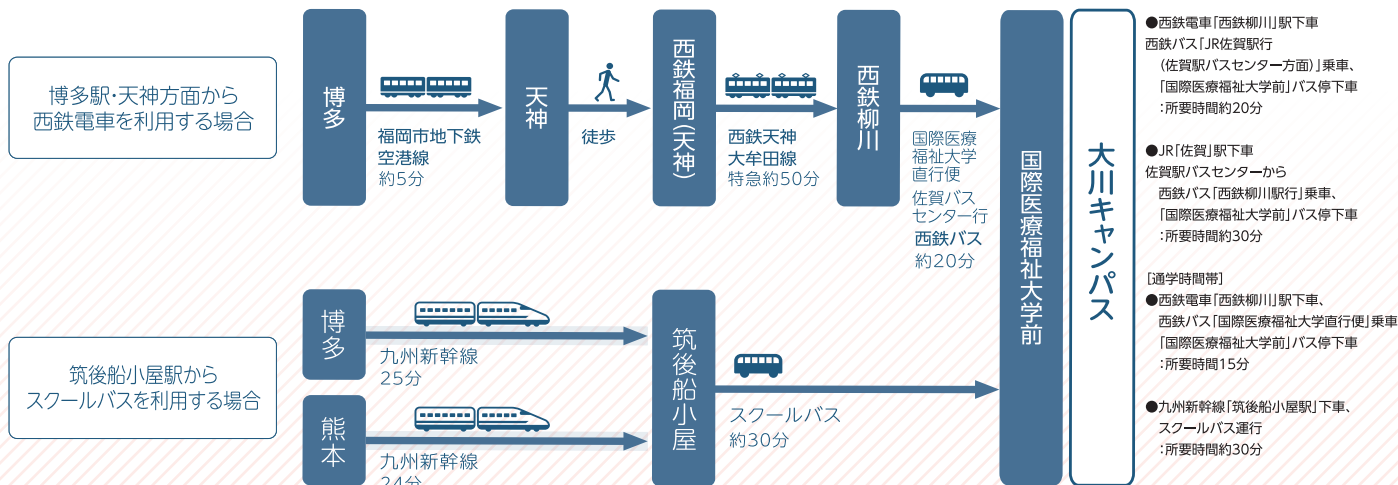 博多駅・天神方面から
西鉄電車を利用する場合
博多
福岡市地下鉄
空港線
約5分
天神
徒歩
西鉄福岡(天神)
西鉄天神
大牟田線
特急約50分
西鉄柳川
国際医療
福祉大学
直行便
佐賀バス
センター行
西鉄バス
約20分
筑後船小屋駅から
スクールバスを利用する場合
博多
九州新幹線
25分
熊本
九州新幹線
24分
筑後船小屋
スクールバス
約30分
国際医療福祉大学前
大川キャンパス
●西鉄電車「西鉄柳川」駅下車
西鉄バス「JR佐賀駅行
(佐賀駅バスセンター方面)」乗車、
「国際医療福祉大学前」バス停下車
:所要時間約20分
●JR「佐賀」駅下車
佐賀駅バスセンターから
西鉄バス「西鉄柳川駅行」乗車、
「国際医療福祉大学前」バス停下車
:所要時間約30分
[通学時間帯]
●西鉄電車「西鉄柳川」駅下車、
西鉄バス「国際医療福祉大学直行便」乗車
「国際医療福祉大学前」バス停下車
:所要時間15分
●九州新幹線「筑後船小屋駅」下車、
スクールバス運行
:所要時間約30分